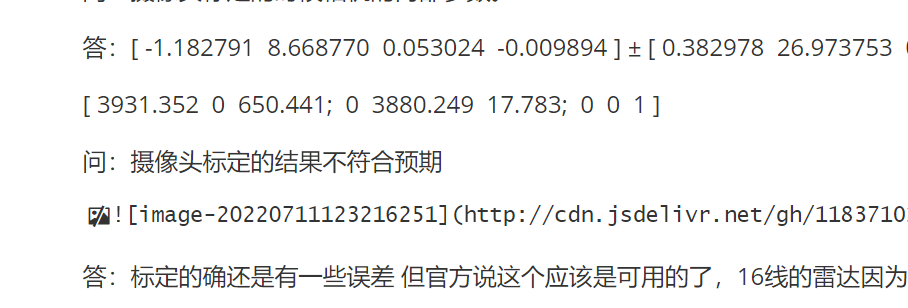 答：[ -1.182791 8.668770 0.053024 -0.009894 ] ± [ 0.382978 26.973753
[ 3931.352 0 650.441; 0 3880.249 17.783; 0 0 1 ]
问：摄像头标定的结果不符合预期
![image-20220711123216251](http://cdn.jsdelivr.net/gh/1183710
答：标定的确还是有一些误差 但官方说这个应该是可用的了，16线的雷达因为